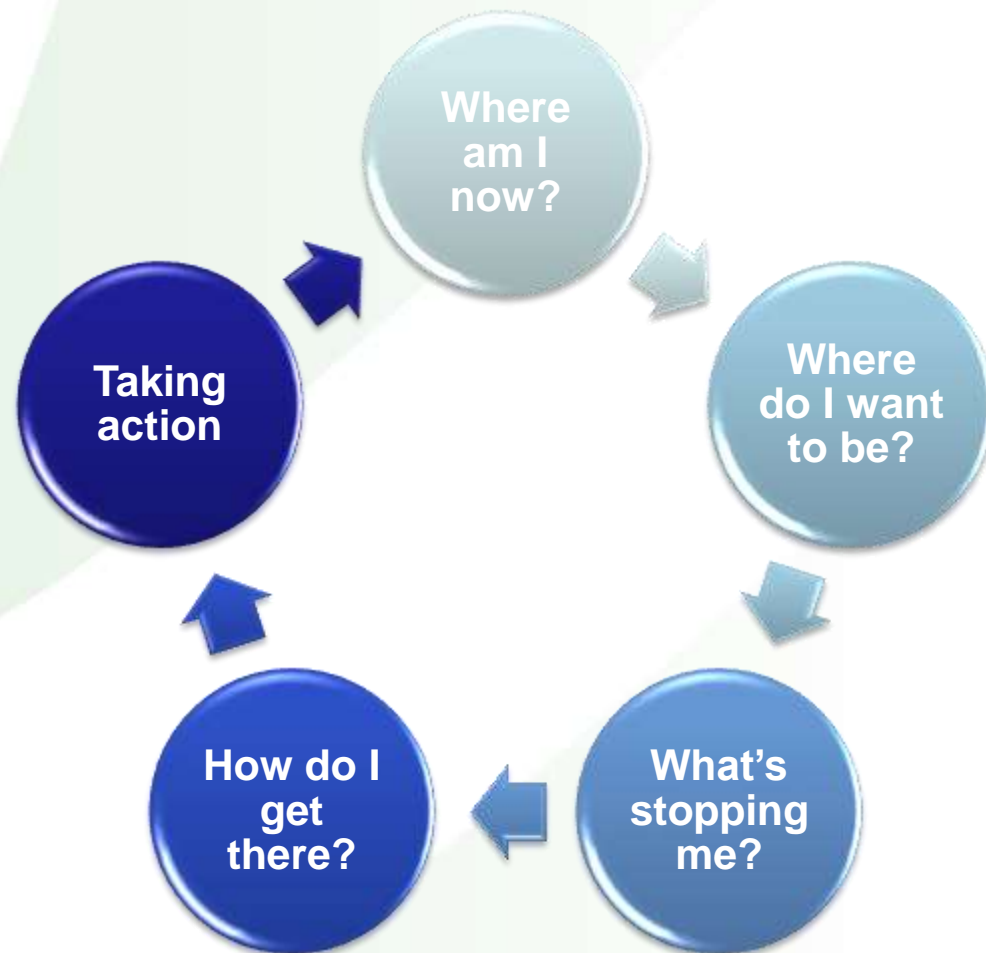 Where
am I
now?
Where
do I want
to be?
What’s
stopping
me?
How do I
get
there?
Taking
action